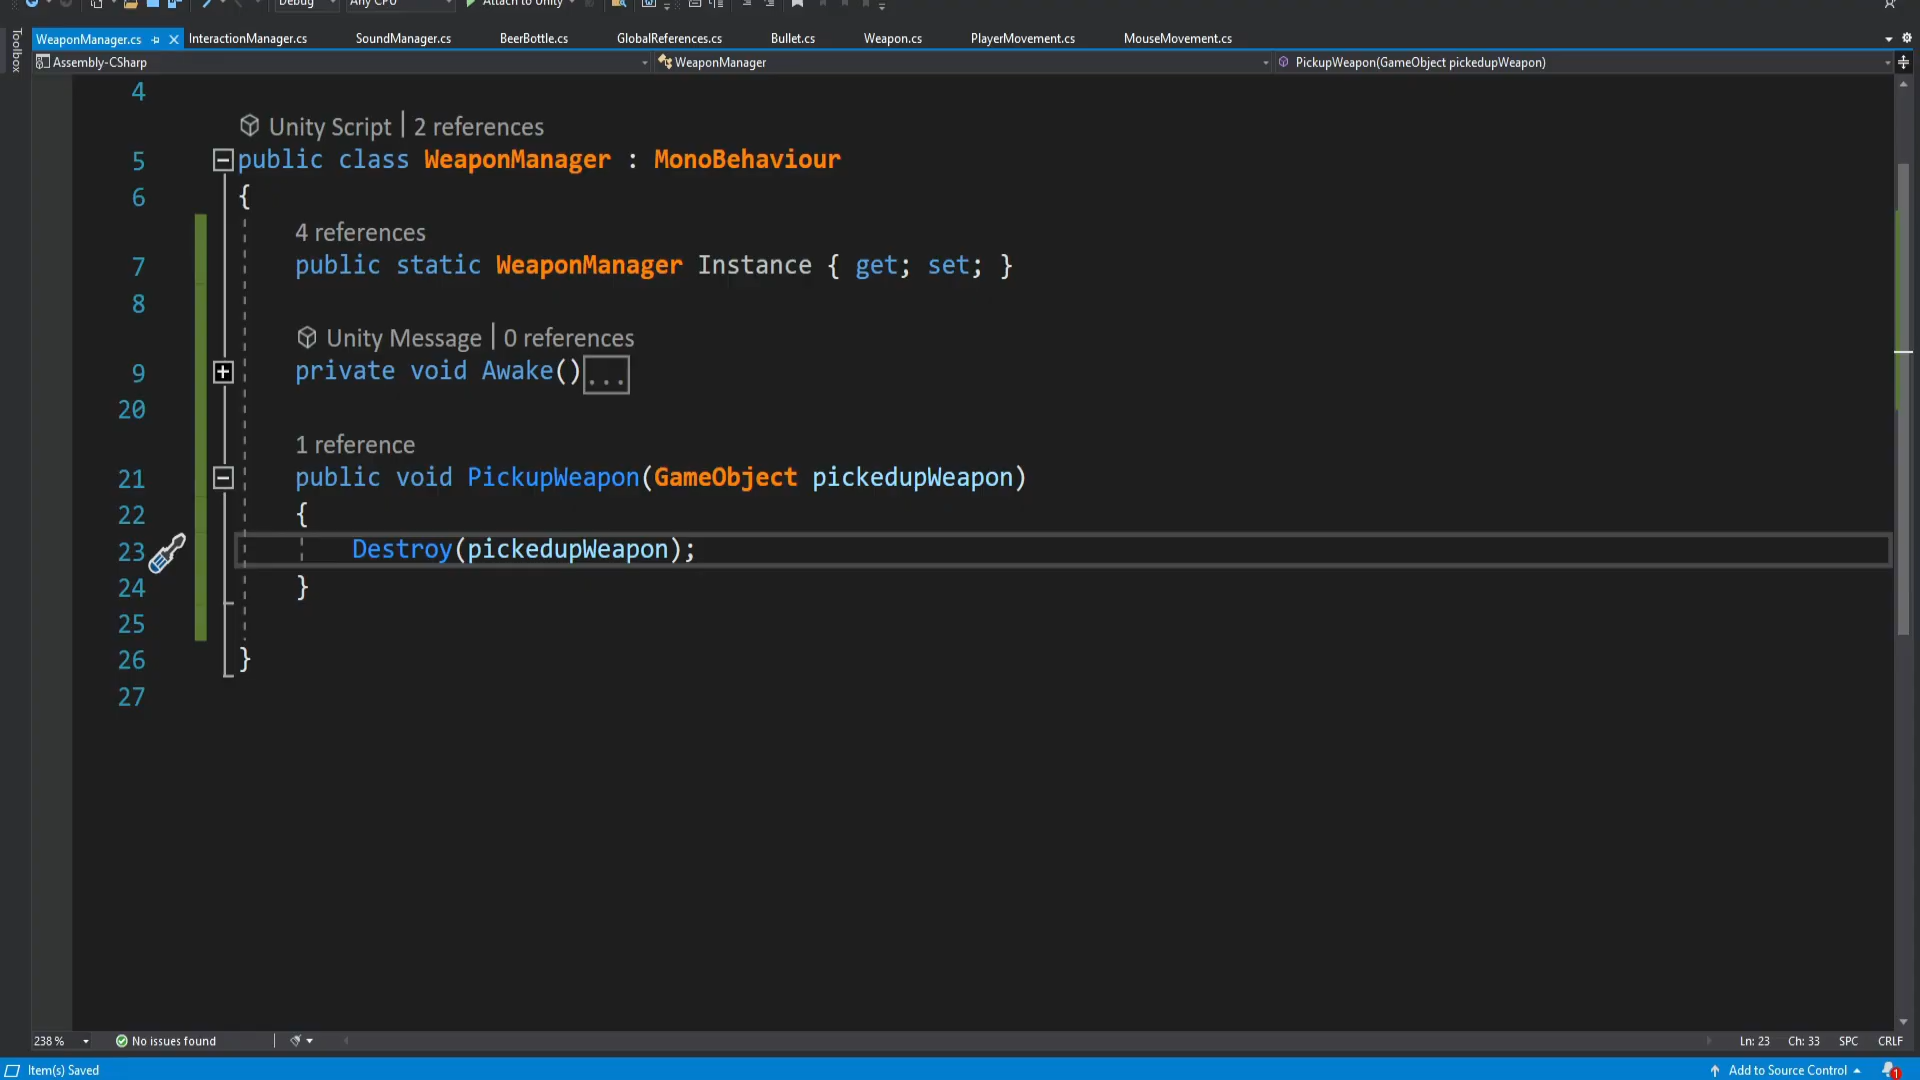 Debug Any CPU Attach to Unity
WeaponManager.cs InteractionManager.cs SoundManager.cs BeerBottle.cs GlobalReferences.cs Bullet.cs Weapon.cs PlayerMovement.cs MouseMovement.cs
Toolbox
Assembly-CSharp WeaponManager PickupWeapon(GameObject pickedupWeapon)
4
Unity Script | 2 references
5 public class WeaponManager : MonoBehaviour
6 {
4 references
7 public static WeaponManager Instance { get; set; }
8
Unity Message | 0 references
9 private void Awake()...
20
1 reference
21 public void PickupWeapon(GameObject pickedupWeapon)
22 {
23 Destroy(pickedupWeapon);
24 }
25
26 }
27
238 % No issues found Ln: 23 Ch: 33 SPC CRLF
Item(s) Saved Add to Source Control 1